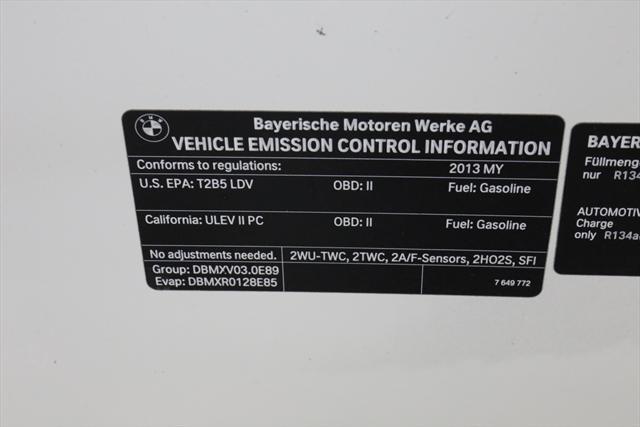 BMW
Bayerische Motoren Werke AG
VEHICLE EMISSION CONTROL INFORMATION
Conforms to regulations: 2013 MY
U.S. EPA: T2B5 LDV OBD: II Fuel: Gasoline
California: ULEV II PC OBD: II Fuel: Gasoline
No adjustments needed. 2WU-TWC, 2TWC, 2A/F-Sensors, 2HO2S, SFI
Group: DBMXV03.0E89
Evap: DBMXR0128E85 7 649 772
BAYER
Füllmeng
nur R134
AUTOMOTIV
Charge
only R134a